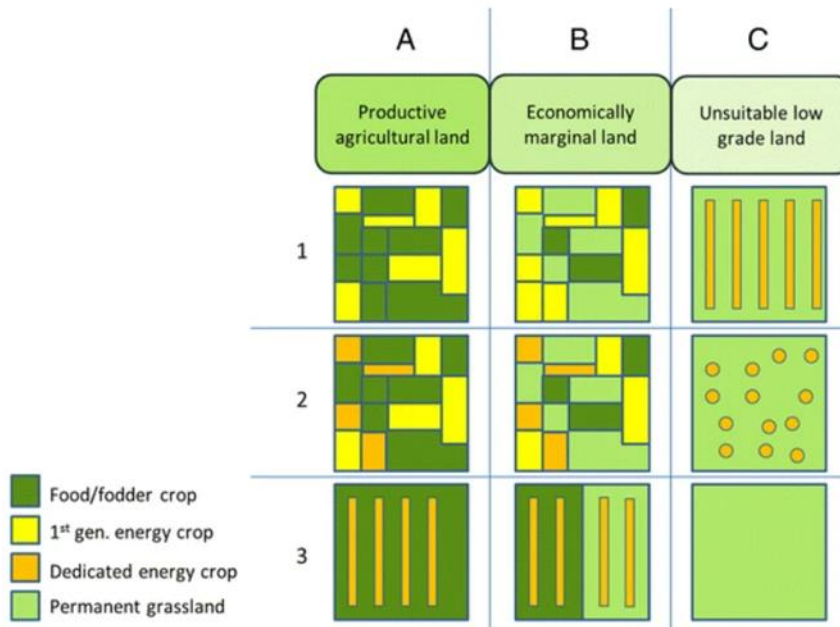 A
B
C
Productive
agricultural land
Economically
marginal land
Unsuitable low
grade land
1
2
3
Food/fodder crop
1st gen. energy crop
Dedicated energy crop
Permanent grassland